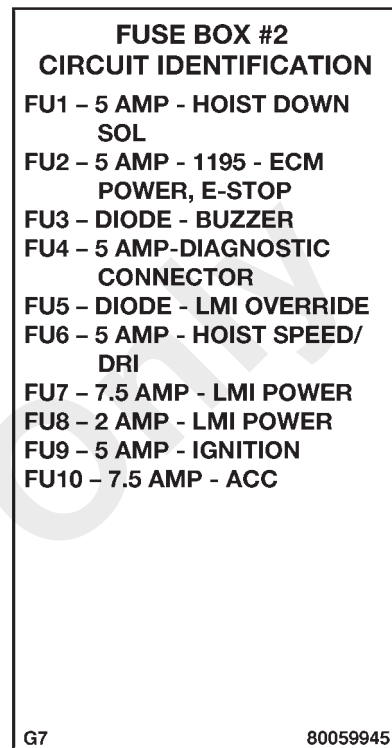 FUSE BOX #2
CIRCUIT IDENTIFICATION
FU1 – 5 AMP - HOIST DOWN
SOL
FU2 – 5 AMP - 1195 - ECM
POWER, E-STOP
FU3 – DIODE - BUZZER
FU4 – 5 AMP-DIAGNOSTIC
CONNECTOR
FU5 – DIODE - LMI OVERRIDE
FU6 – 5 AMP - HOIST SPEED/
DRI
FU7 – 7.5 AMP - LMI POWER
FU8 – 2 AMP - LMI POWER
FU9 – 5 AMP - IGNITION
FU10 – 7.5 AMP - ACC
Only
G7 80059945